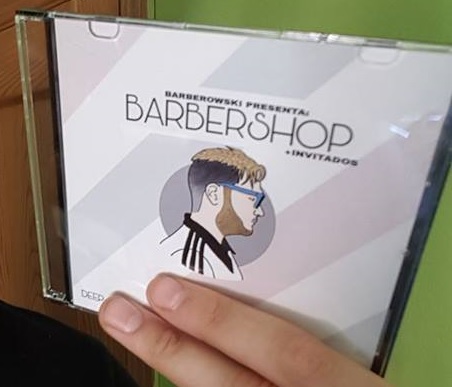 BARBEROWSKI PRESENTA:
BARBERSHOP
+INVITADOS
DEEP